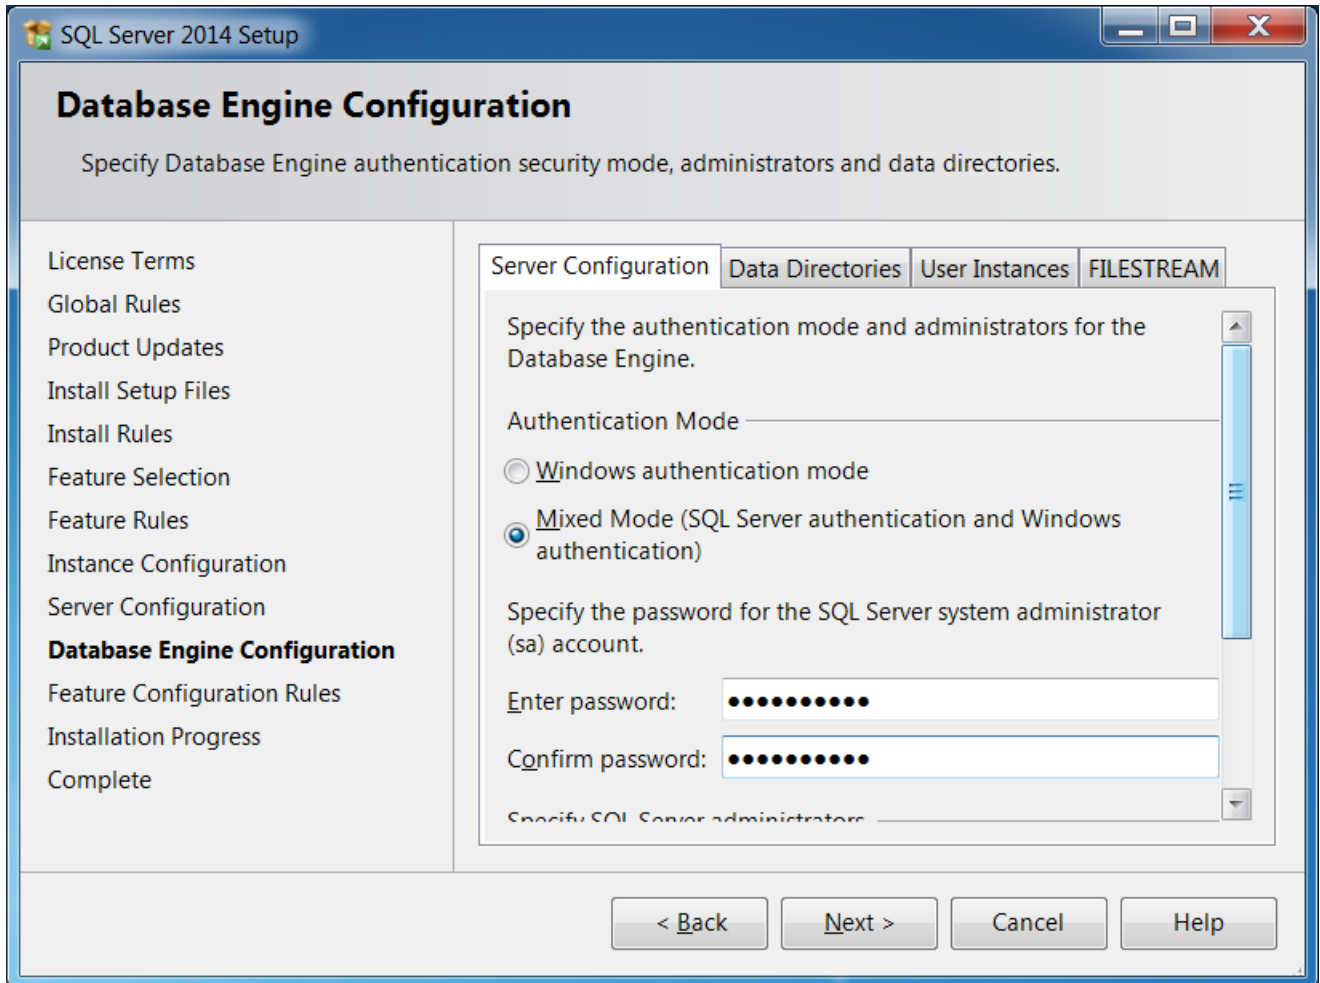 SQL Server 2014 Setup
Database Engine Configuration
Specify Database Engine authentication security mode, administrators and data directories.
License Terms
Global Rules
Product Updates
Install Setup Files
Install Rules
Feature Selection
Feature Rules
Instance Configuration
Server Configuration
Database Engine Configuration
Feature Configuration Rules
Installation Progress
Complete
Server Configuration Data Directories User Instances FILESTREAM
Specify the authentication mode and administrators for the
Database Engine.
Authentication Mode
Windows authentication mode
Mixed Mode (SQL Server authentication and Windows
authentication)
Specify the password for the SQL Server system administrator
(sa) account.
Enter password: ●●●●●●●●●●
Confirm password: ●●●●●●●●●●
Specify SQL Server administrators
< Back Next > Cancel Help